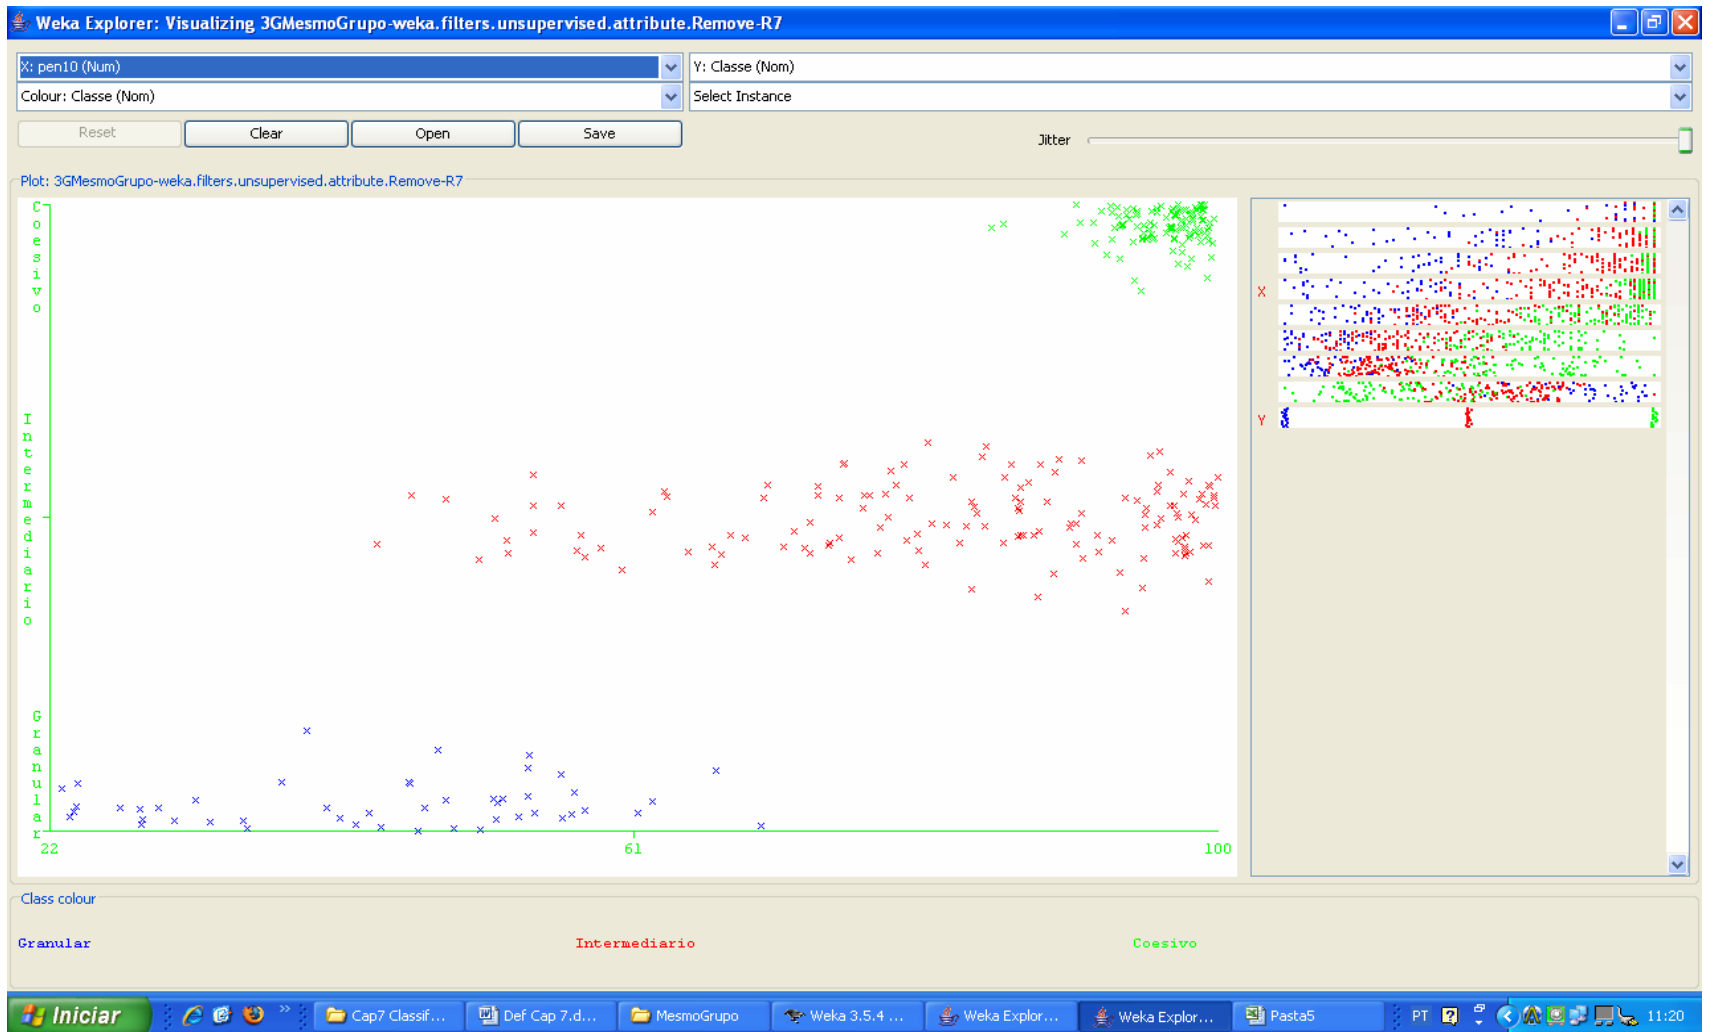 Weka Explorer: Visualizing 3GMesmoGrupo-weka.filters.unsupervised.attribute.Remove-R7
X: pen10 (Num)
Y: Classe (Nom)
Colour: Classe (Nom)
Select Instance
Reset
Clear
Open
Save
Jitter
Plot: 3GMesmoGrupo-weka.filters.unsupervised.attribute.Remove-R7
Coesivo
Intermediario
Granular
22
61
100
X
Y
Class colour
Granular
Intermediario
Coesivo
Iniciar
»
Cap7 Classif...
Def Cap 7.d...
MesmoGrupo
Weka 3.5.4 ...
Weka Explor...
Weka Explor...
Pasta5
PT
11:20